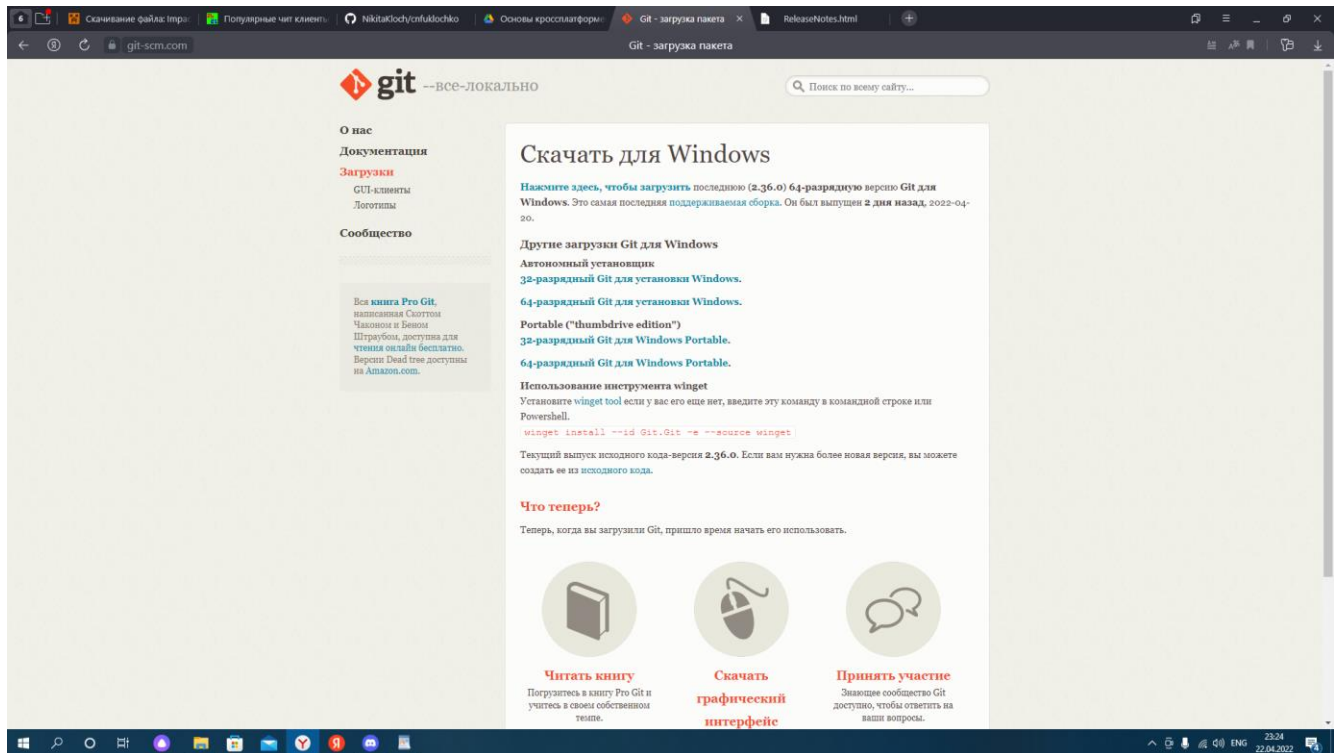 6
Скачивание файла: Impac
Популярные чит клиенты
NikitaKloch/cnfuklochko
Основы кроссплатформе
Git - загрузка пакета
ReleaseNotes.html
git-scm.com
Git - загрузка пакета
git --все-локально
Поиск по всему сайту...
О нас
Документация
Загрузки
GUI-клиенты
Логотипы
Сообщество
Вся книга Pro Git,
написанная Скоттом
Чаконом и Беном
Штраубом, доступна для
чтения онлайн бесплатно.
Версии Dead tree доступны
на Amazon.com.
Скачать для Windows
Нажмите здесь, чтобы загрузить последнюю (2.36.0) 64-разрядную версию Git для
Windows. Это самая последняя поддерживаемая сборка. Он был выпущен 2 дня назад, 2022-04-
20.
Другие загрузки Git для Windows
Автономный установщик
32-разрядный Git для установки Windows.
64-разрядный Git для установки Windows.
Portable ("thumbdrive edition")
32-разрядный Git для Windows Portable.
64-разрядный Git для Windows Portable.
Использование инструмента winget
Установите winget tool если у вас его еще нет, введите эту команду в командной строке или
Powershell.
winget install --id Git.Git -e --source winget
Текущий выпуск исходного кода-версия 2.36.0. Если вам нужна более новая версия, вы можете
создать ее из исходного кода.
Что теперь?
Теперь, когда вы загрузили Git, пришло время начать его использовать.
Читать книгу
Погрузитесь в книгу Pro Git и
учитесь в своем собственном
темпе.
Скачать
графический
интерфейс
Принять участие
Знающее сообщество Git
доступно, чтобы ответить на
ваши вопросы.
ENG
23:24
22.04.2022